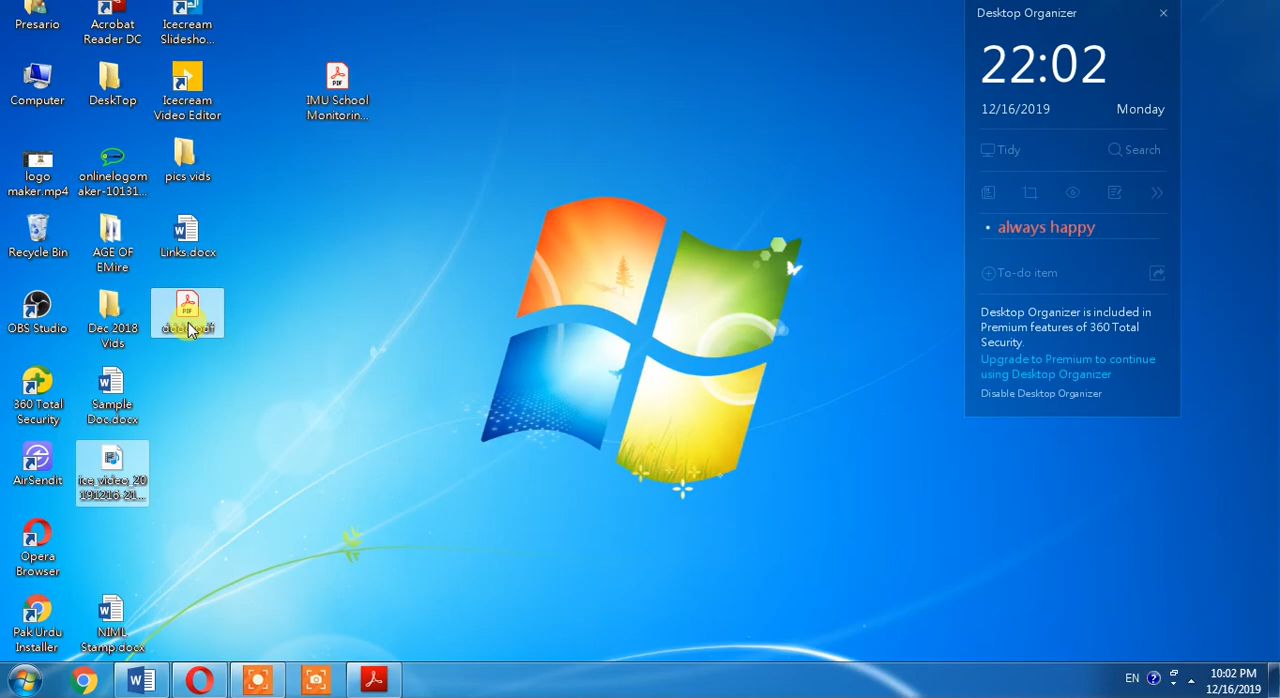 Presario
Acrobat
Reader DC
Icecream
Slidesho...
Computer
DeskTop
Icecream
Video Editor
IMU School
Monitorin...
logo
maker.mp4
onlinelogom
aker-10131...
pics vids
Recycle Bin
AGE OF
EMire
Links.docx
OBS Studio
Dec 2018
Vids
360 Total
Security
Sample
Doc.docx
AirSendit
ice_video_20
191216-21...
Opera
Browser
Pak Urdu
Installer
NIML
Stamp.docx
Desktop Organizer
22:02
12/16/2019
Monday
Tidy
Search
• always happy
To-do item
Desktop Organizer is included in
Premium features of 360 Total
Security.
Upgrade to Premium to continue
using Desktop Organizer
Disable Desktop Organizer
EN
10:02 PM
12/16/2019